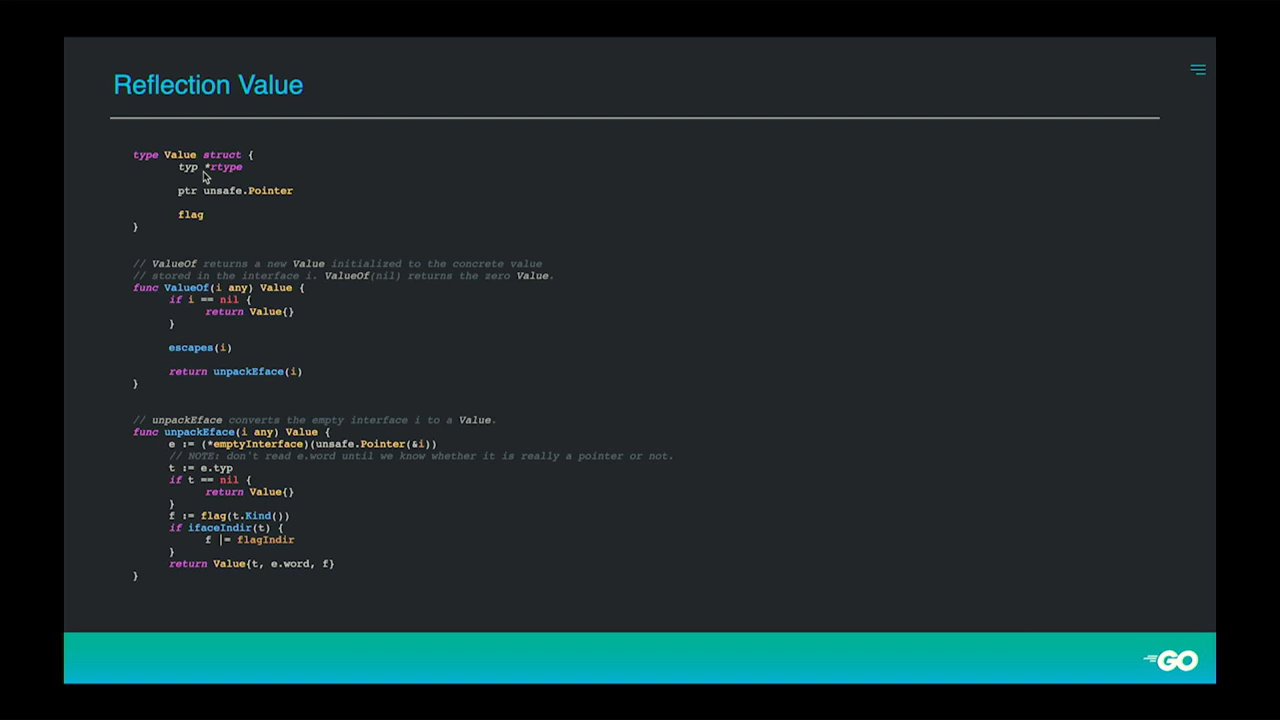 Reflection Value
type Value struct {
typ *rtype
ptr unsafe.Pointer
flag
}
// ValueOf returns a new Value initialized to the concrete value
// stored in the interface i. ValueOf(nil) returns the zero Value.
func ValueOf(i any) Value {
if i == nil {
return Value{}
}
escapes(i)
return unpackEface(i)
}
// unpackEface converts the empty interface i to a Value.
func unpackEface(i any) Value {
e := (*emptyInterface)(unsafe.Pointer(&i))
// NOTE: don't read e.word until we know whether it is really a pointer or not.
t := e.typ
if t == nil {
return Value{}
}
f := flag(t.Kind())
if ifaceIndir(t) {
f |= flagIndir
}
return Value{t, e.word, f}
}
GO